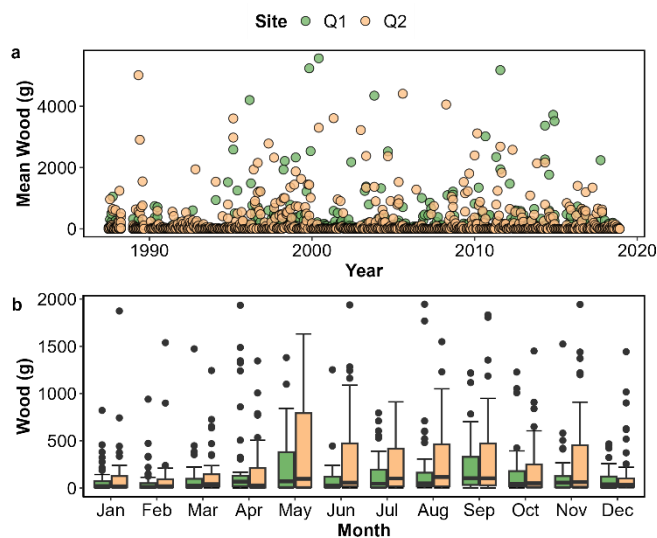 Site Q1 Q2
a
4000
2000
0
Mean Wood (g)
1990 2000 2010 2020
Year
b
2000
1500
1000
500
0
Wood (g)
Jan Feb Mar Apr May Jun Jul Aug Sep Oct Nov Dec
Month